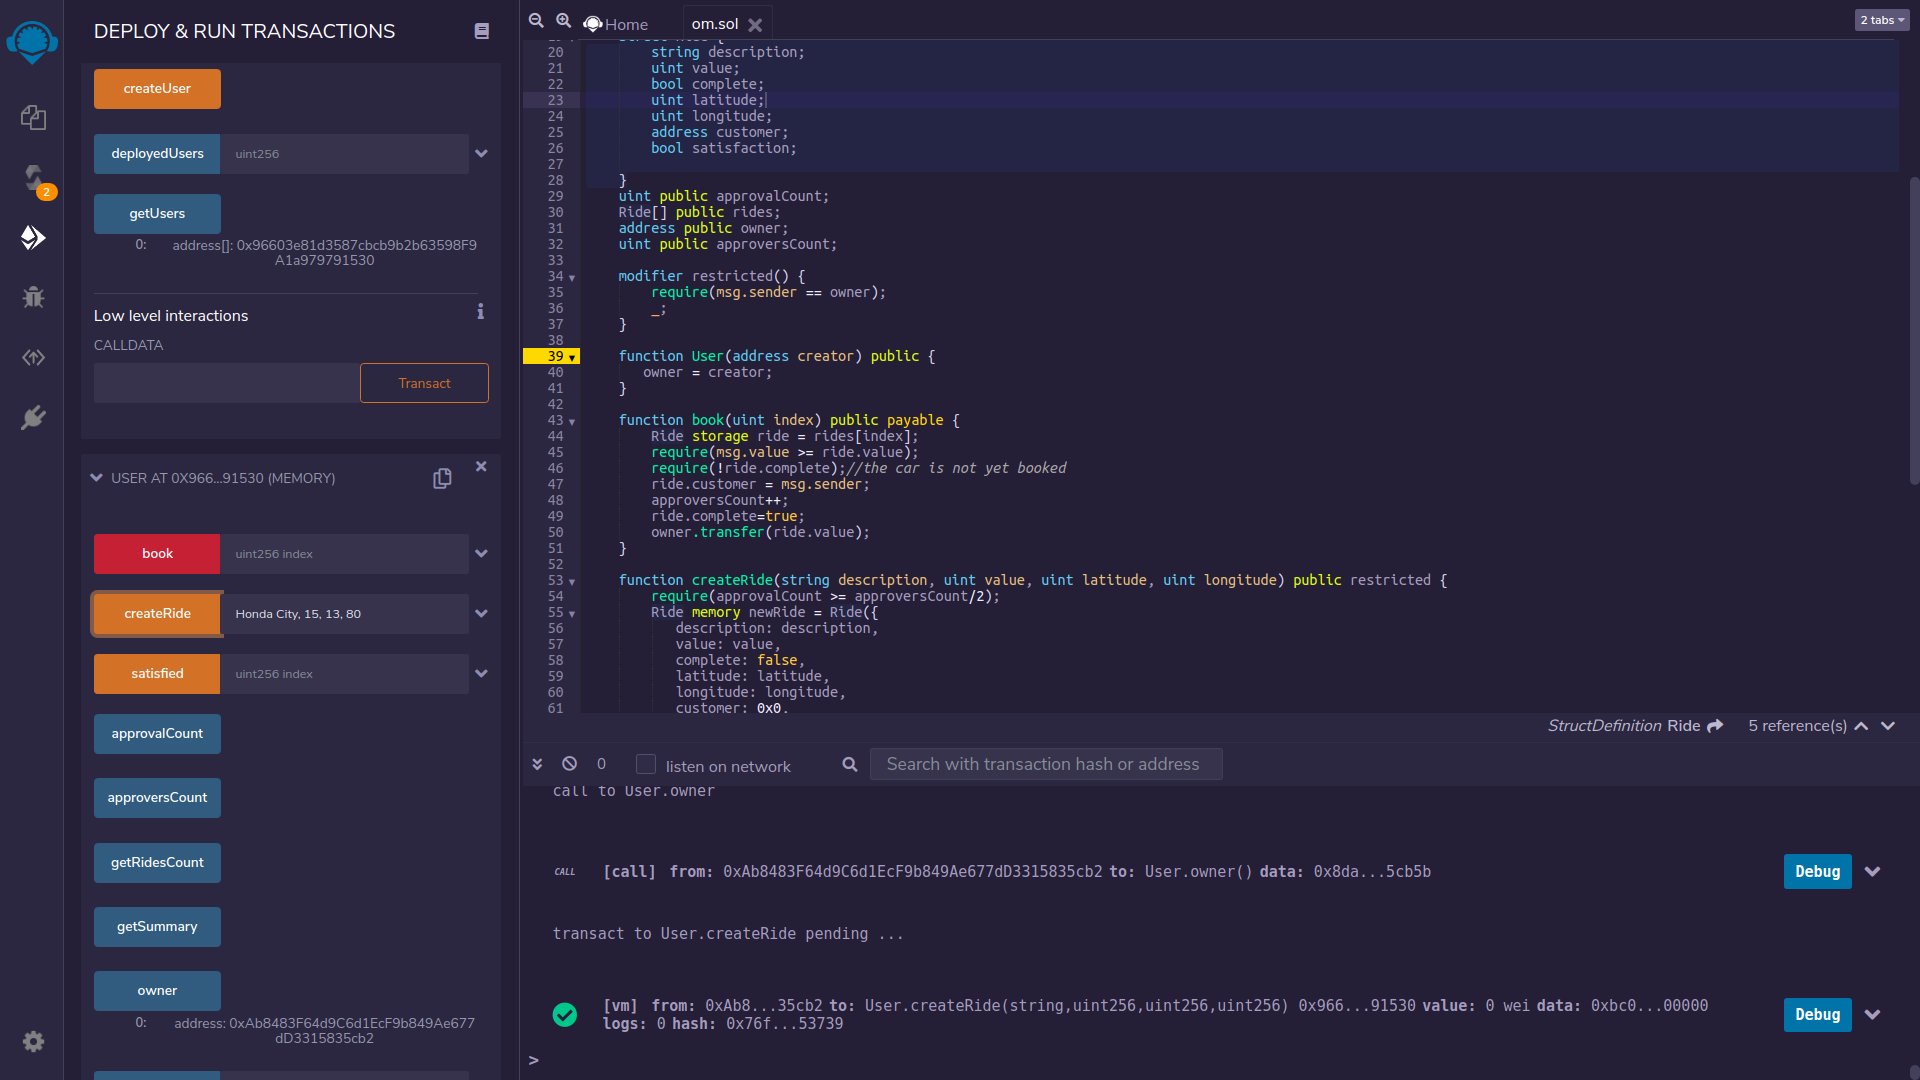 DEPLOY & RUN TRANSACTIONS
createUser
deployedUsers uint256
2
getUsers
0: address[]: 0x96603e81d3587cbcb9b2b63598F9
A1a979791530
Low level interactions
CALLDATA
Transact
USER AT 0X966...91530 (MEMORY)
book uint256 index
createRide Honda City, 15, 13, 80
satisfied uint256 index
approvalCount
approversCount
getRidesCount
getSummary
owner
0: address: 0xAb8483F64d9C6d1EcF9b849Ae677
dD3315835cb2
Home om.sol
2 tabs
20 string description;
21 uint value;
22 bool complete;
23 uint latitude;
24 uint longitude;
25 address customer;
26 bool satisfaction;
27
28 }
29 uint public approvalCount;
30 Ride[] public rides;
31 address public owner;
32 uint public approversCount;
33
34 modifier restricted() {
35 require(msg.sender == owner);
36 _;
37 }
38
39 function User(address creator) public {
40 owner = creator;
41 }
42
43 function book(uint index) public payable {
44 Ride storage ride = rides[index];
45 require(msg.value >= ride.value);
46 require(!ride.complete);//the car is not yet booked
47 ride.customer = msg.sender;
48 approversCount++;
49 ride.complete=true;
50 owner.transfer(ride.value);
51 }
52
53 function createRide(string description, uint value, uint latitude, uint longitude) public restricted {
54 require(approvalCount >= approversCount/2);
55 Ride memory newRide = Ride({
56 description: description,
57 value: value,
58 complete: false,
59 latitude: latitude,
60 longitude: longitude,
61 customer: 0x0,
StructDefinition Ride 5 reference(s)
0 listen on network Search with transaction hash or address
call to User.owner
CALL [call] from: 0xAb8483F64d9C6d1EcF9b849Ae677dD3315835cb2 to: User.owner() data: 0x8da...5cb5b Debug
transact to User.createRide pending ...
[vm] from: 0xAb8...35cb2 to: User.createRide(string,uint256,uint256,uint256) 0x966...91530 value: 0 wei data: 0xbc0...00000 Debug
logs: 0 hash: 0x76f...53739
>